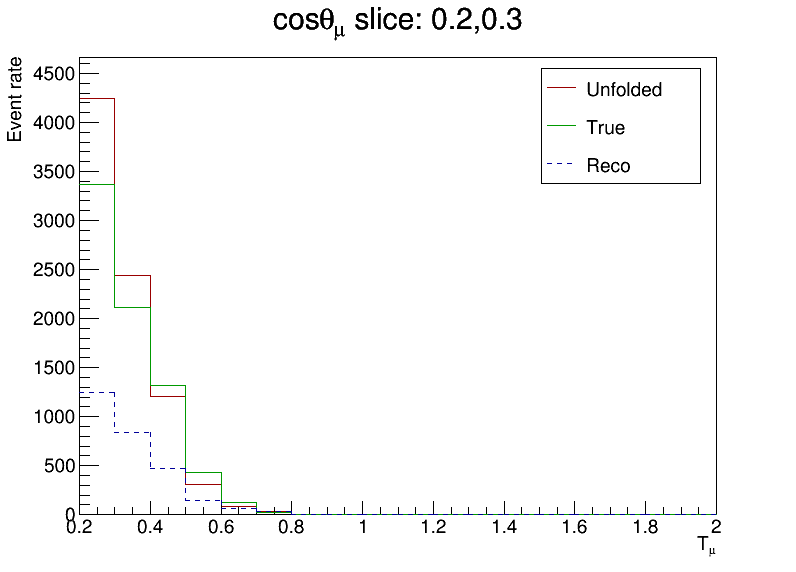 cosθμ slice: 0.2,0.3
Event rate
4500
4000
3500
3000
2500
2000
1500
1000
500
0
Unfolded
True
Reco
0.2 0.4 0.6 0.8 1 1.2 1.4 1.6 1.8 2
Tμ